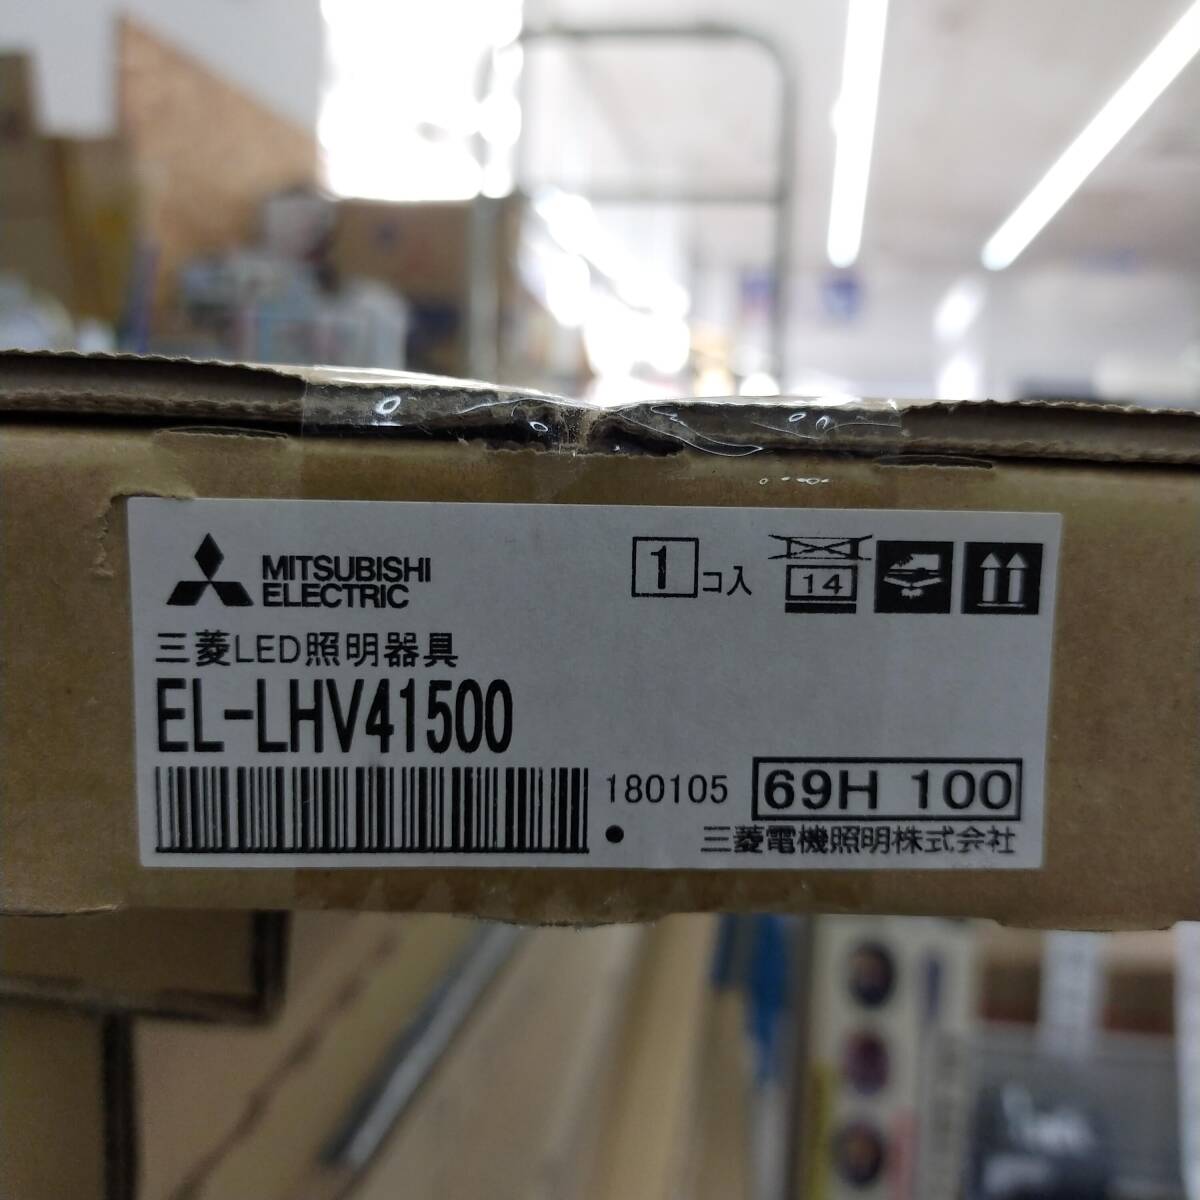 MITSUBISHI
ELECTRIC
1コ入
14
三菱LED照明器具
EL-LHV41500
180105
69H 100
三菱電機照明株式会社